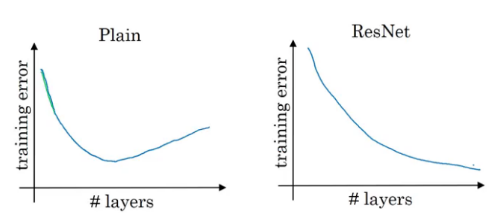 Plain
training error
# layers
ResNet
training error
# layers